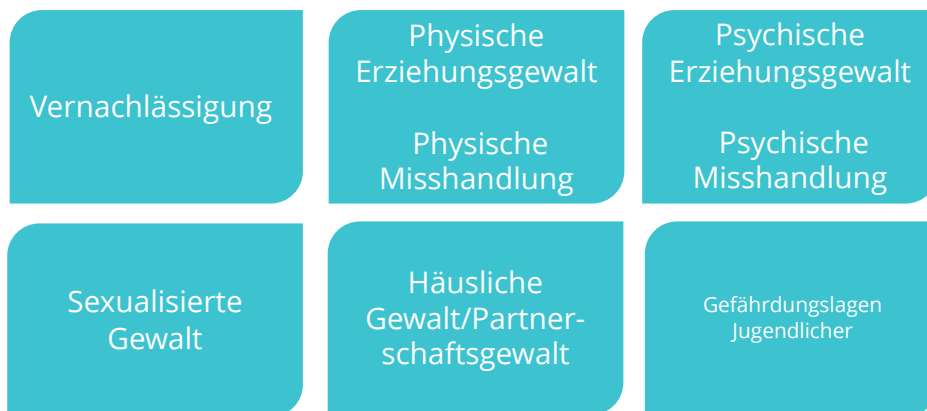 Vernachlässigung
Physische
Erziehungsgewalt
Physische
Misshandlung
Psychische
Erziehungsgewalt
Psychische
Misshandlung
Sexualisierte
Gewalt
Häusliche
Gewalt/Partner-
schaftsgewalt
Gefährdungslagen
Jugendlicher